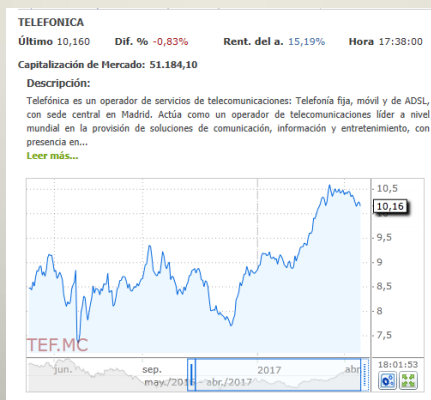 TELEFONICA
Último 10,160 Dif. % -0,83% Rent. del a. 15,19% Hora 17:38:00
Capitalización de Mercado: 51.184,10
Descripción:
Telefónica es un operador de servicios de telecomunicaciones: Telefonía fija, móvil y de ADSL,
con sede central en Madrid. Actúa como un operador de telecomunicaciones líder a nivel
mundial en la provisión de soluciones de comunicación, información y entretenimiento, con
presencia en...
Leer más...
10,5
10,16
9,5
9
8,5
8
7,5
TEF.MC
jun. sep. 2017 abr
may./2016 - abr./2017
18:01:53